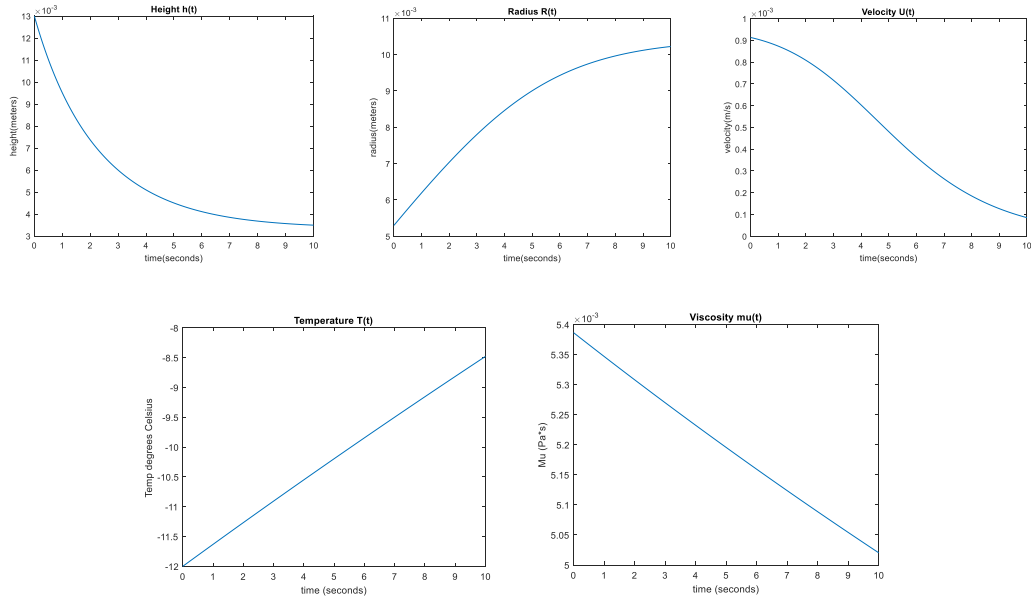 Height h(t)
×10-3
13
12
11
10
9
8
7
6
5
4
3
0 1 2 3 4 5 6 7 8 9 10
height(meters)
time(seconds)
Radius R(t)
×10-3
11
10
9
8
7
6
5
0 1 2 3 4 5 6 7 8 9 10
radius(meters)
time(seconds)
Velocity U(t)
×10-3
1
0.9
0.8
0.7
0.6
0.5
0.4
0.3
0.2
0.1
0
0 1 2 3 4 5 6 7 8 9 10
velocity(m/s)
time(seconds)
Temperature T(t)
-8
-8.5
-9
-9.5
-10
-10.5
-11
-11.5
-12
0 1 2 3 4 5 6 7 8 9 10
Temp degrees Celsius
time (seconds)
Viscosity mu(t)
×10-3
5.4
5.35
5.3
5.25
5.2
5.15
5.1
5.05
5
0 1 2 3 4 5 6 7 8 9 10
Mu (Pa*s)
time (seconds)